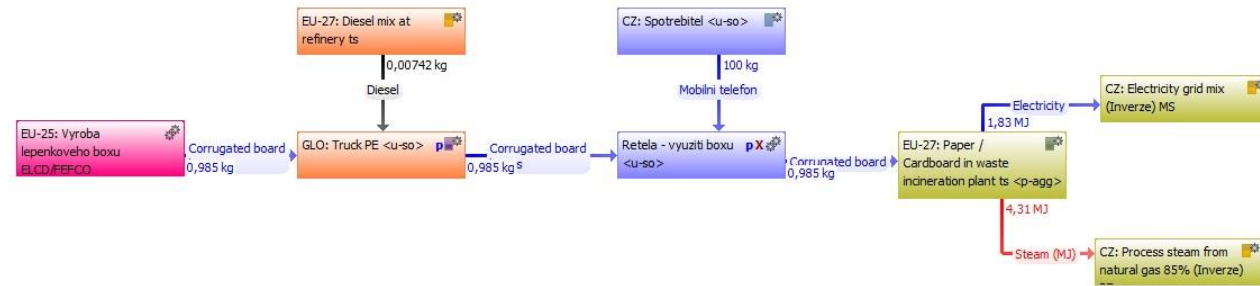 EU-27: Diesel mix at
refinery ts
0,00742 kg
Diesel
CZ: Spotrebitel <u-so>
100 kg
Mobilni telefon
EU-25: Vyroba
lepenkoveho boxu
ELCD/FEFCO
Corrugated board
0,985 kg
GLO: Truck PE <u-so>
p
Corrugated board
0,985 kg s
Retela - vyuziti boxu
<u-so>
p X
Corrugated board
0,985 kg
EU-27: Paper /
Cardboard in waste
incineration plant ts <p-agg>
Electricity
1,83 MJ
CZ: Electricity grid mix
(Inverze) MS
4,31 MJ
Steam (MJ)
CZ: Process steam from
natural gas 85% (Inverze)